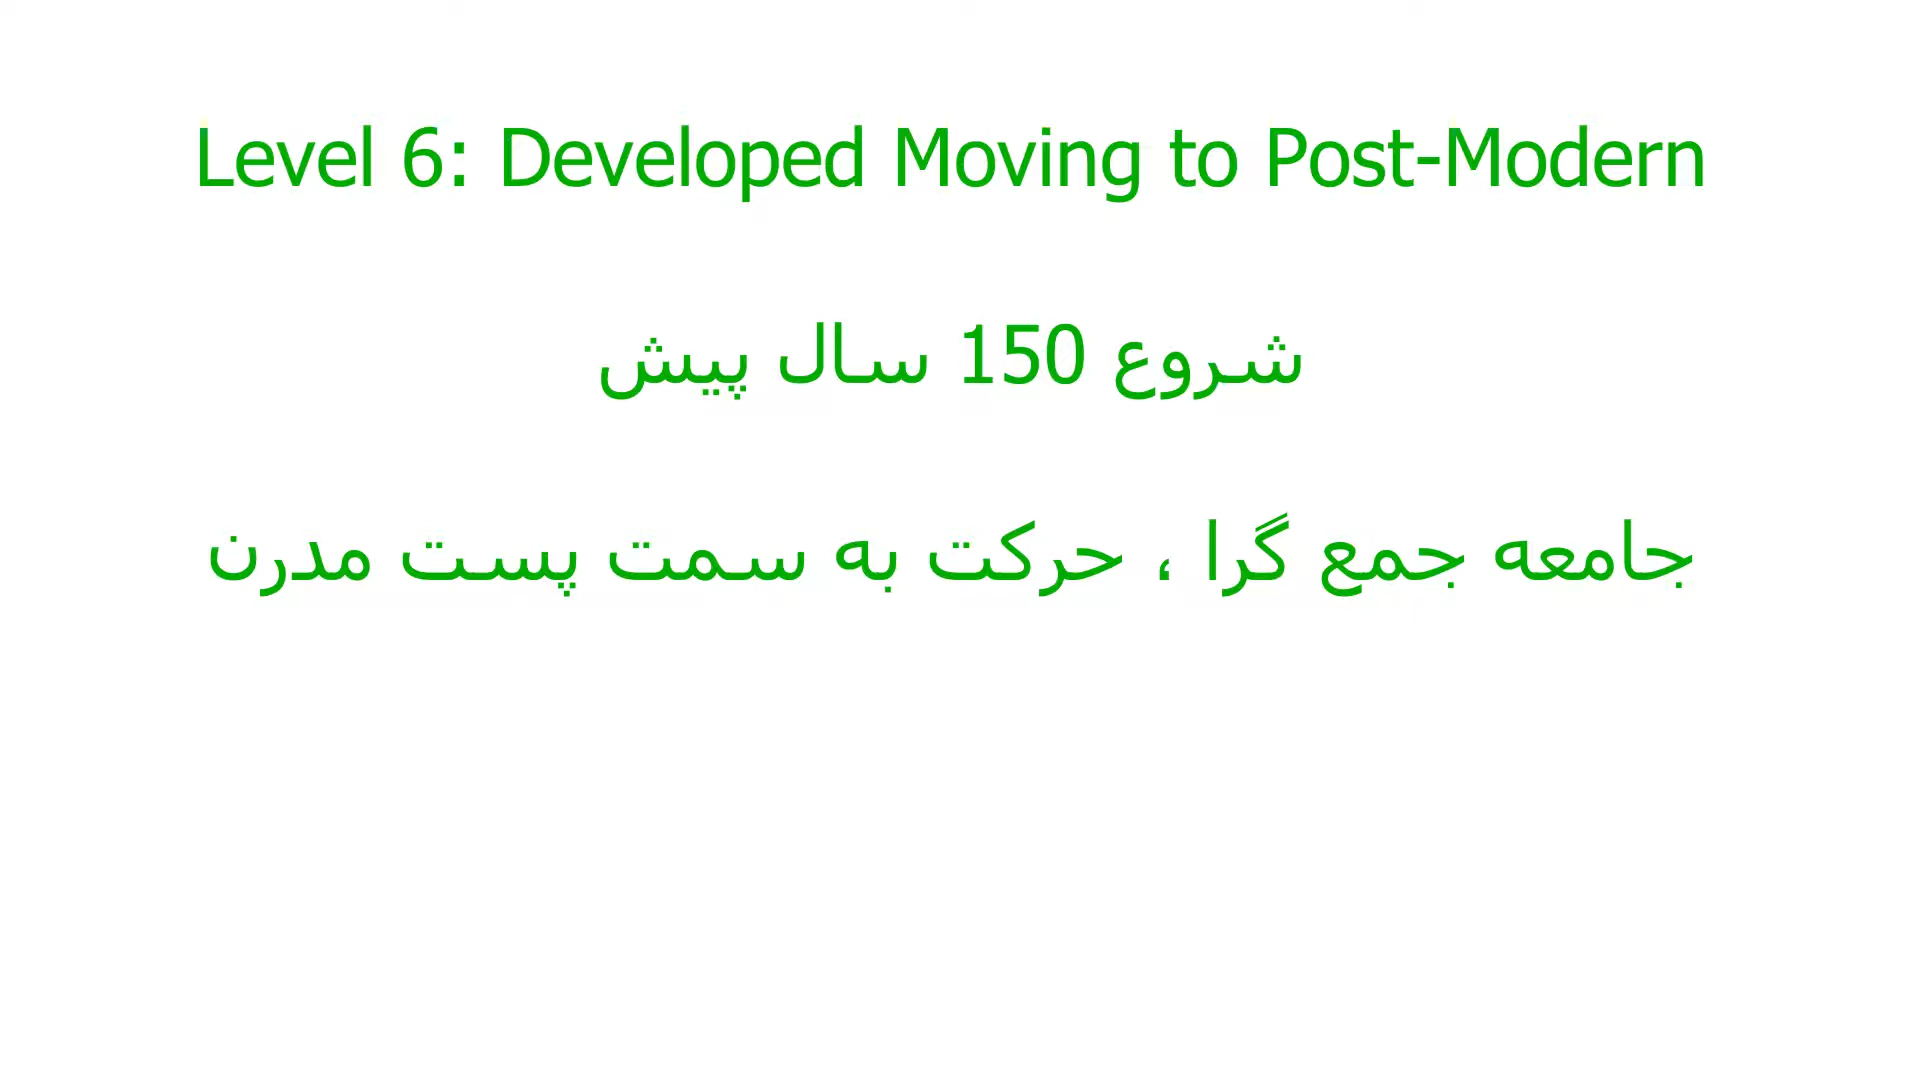 Level 6: Developed Moving to Post-Modern
شروع 150 سال پیش
جامعه جمع گرا ، حرکت به سمت پست مدرن